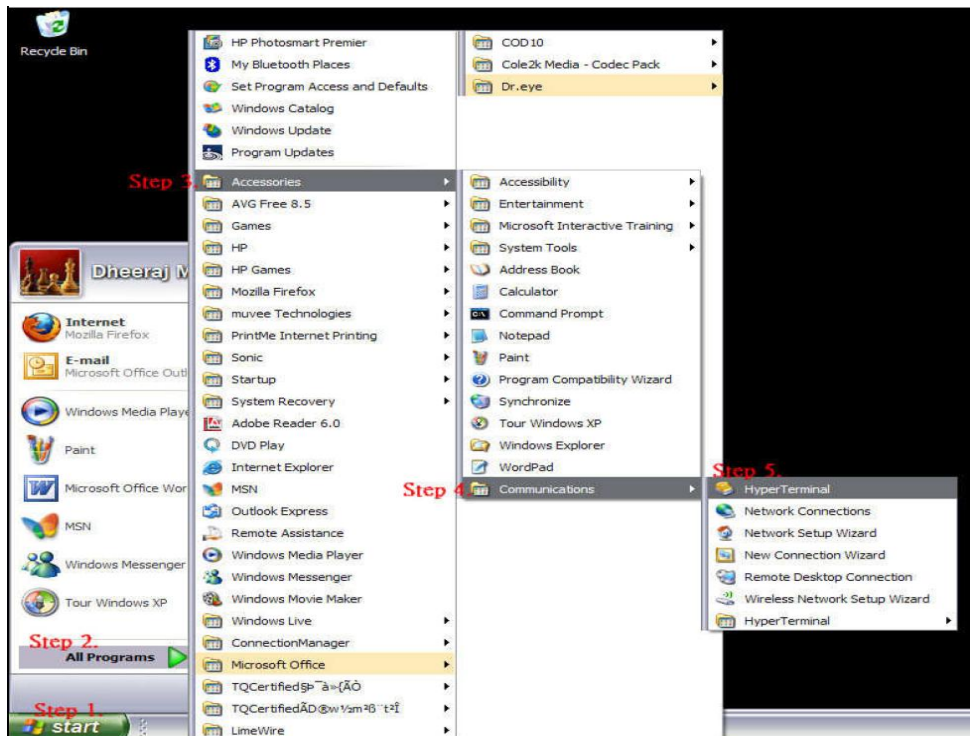 Recycle Bin
HP Photosmart Premier
My Bluetooth Places
Set Program Access and Defaults
Windows Catalog
Windows Update
Program Updates
Step 3.
Accessories
AVG Free 8.5
Games
HP
HP Games
Mozilla Firefox
muvee Technologies
PrintMe Internet Printing
Sonic
Startup
System Recovery
Adobe Reader 6.0
DVD Play
Internet Explorer
MSN
Outlook Express
Remote Assistance
Windows Media Player
Windows Messenger
Windows Movie Maker
Windows Live
ConnectionManager
Microsoft Office
LimeWire
COD10
Cole2k Media - Codec Pack
Dr.eye
Accessibility
Entertainment
Microsoft Interactive Training
System Tools
Address Book
Calculator
Command Prompt
Notepad
Paint
Program Compatibility Wizard
Synchronize
Tour Windows XP
Windows Explorer
WordPad
Step 4.
Communications
Step 5.
HyperTerminal
Network Connections
Network Setup Wizard
New Connection Wizard
Remote Desktop Connection
Wireless Network Setup Wizard
HyperTerminal
Dheeraj M
Internet
Mozilla Firefox
E-mail
Microsoft Office Outl
Windows Media Playe
Paint
Microsoft Office Wor
MSN
Windows Messenger
Tour Windows XP
Step 2.
All Programs
Step 1.
start